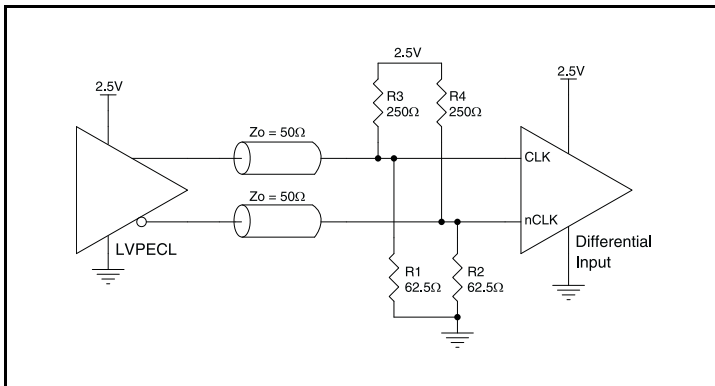 2.5V
2.5V
2.5V
R3
250Ω
R4
250Ω
Zo = 50Ω
CLK
Zo = 50Ω
nCLK
LVPECL
Differential
Input
R1
62.5Ω
R2
62.5Ω